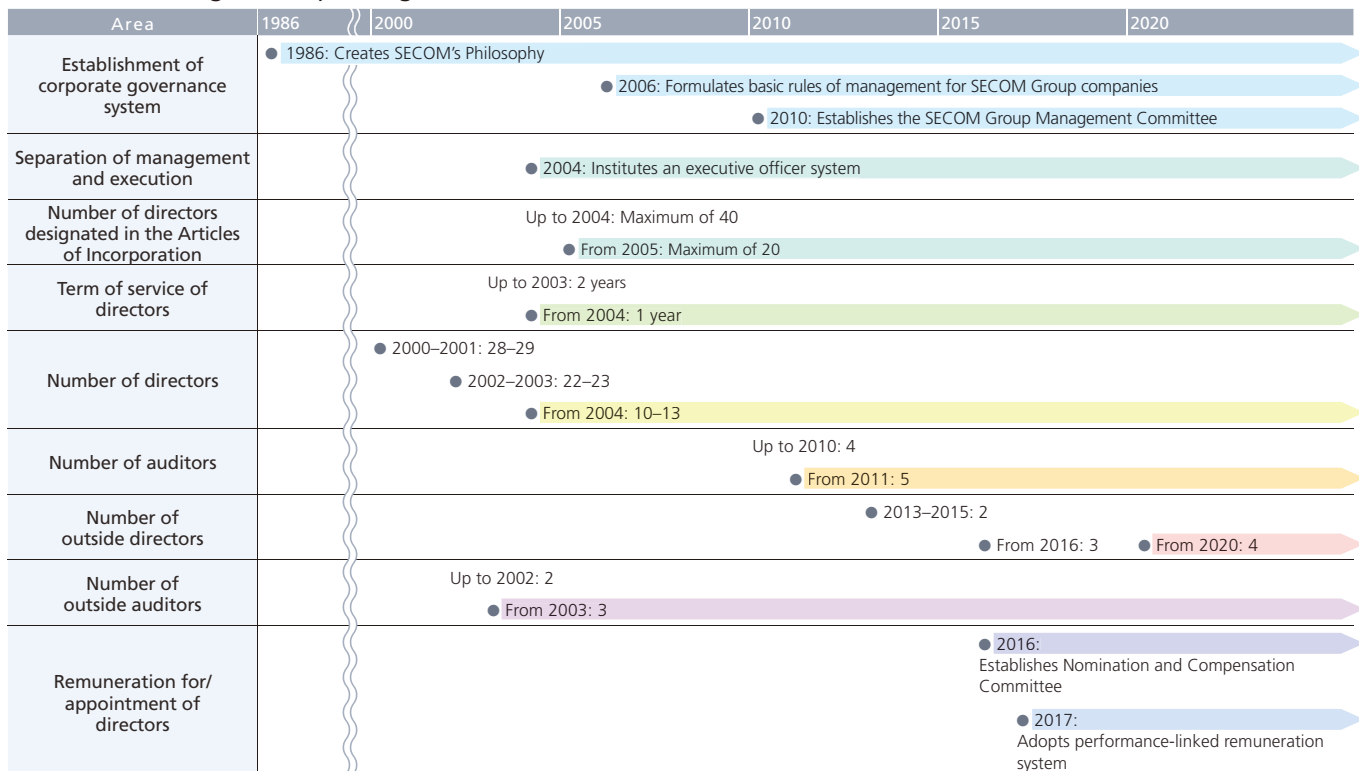 Area 1986 2000 2005 2010 2015 2020
Establishment of
corporate governance
system
1986: Creates SECOM’s Philosophy
2006: Formulates basic rules of management for SECOM Group companies
2010: Establishes the SECOM Group Management Committee
Separation of management
and execution
2004: Institutes an executive officer system
Number of directors
designated in the Articles
of Incorporation
Up to 2004: Maximum of 40
From 2005: Maximum of 20
Term of service of
directors
Up to 2003: 2 years
From 2004: 1 year
Number of directors
2000–2001: 28–29
2002–2003: 22–23
From 2004: 10–13
Number of auditors
Up to 2010: 4
From 2011: 5
Number of
outside directors
2013–2015: 2
From 2016: 3
From 2020: 4
Number of
outside auditors
Up to 2002: 2
From 2003: 3
Remuneration for/
appointment of
directors
2016:
Establishes Nomination and Compensation
Committee
2017:
Adopts performance-linked remuneration
system